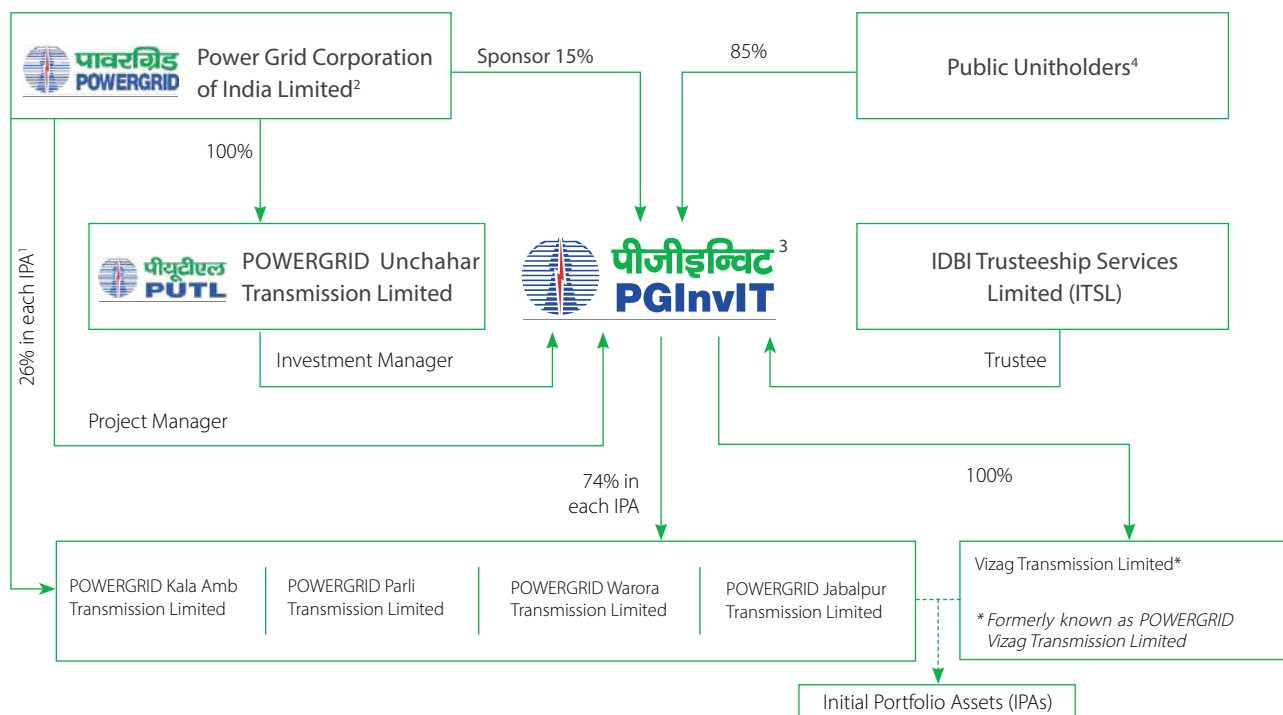 पावरग्रिड
POWERGRID
Power Grid Corporation
of India Limited²
Sponsor 15%
85%
Public Unitholders⁴
100%
26% in each IPA¹
पीयूटीएल
PUTL
POWERGRID Unchahar
Transmission Limited
पीजीइन्विट ³
PGInvIT
IDBI Trusteeship Services
Limited (ITSL)
Investment Manager
Trustee
Project Manager
74% in
each IPA
100%
POWERGRID Kala Amb
Transmission Limited
POWERGRID Parli
Transmission Limited
POWERGRID Warora
Transmission Limited
POWERGRID Jabalpur
Transmission Limited
Vizag Transmission Limited*
* Formerly known as POWERGRID
Vizag Transmission Limited
Initial Portfolio Assets (IPAs)